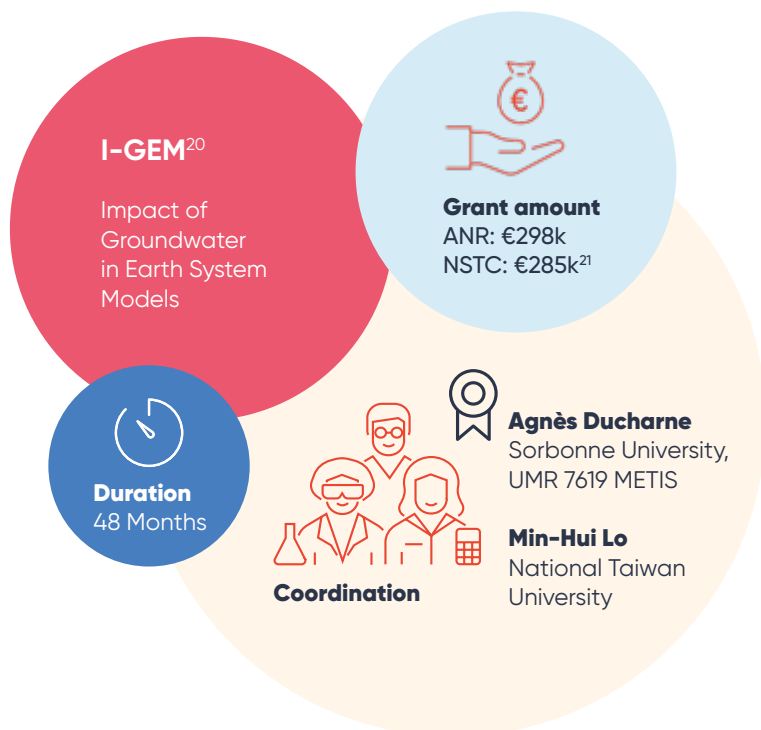 I-GEM20
Impact of
Groundwater
in Earth System
Models
€
Grant amount
ANR: €298k
NSTC: €285k21
Duration
48 Months
Coordination
Agnès Ducharne
Sorbonne University,
UMR 7619 METIS
Min-Hui Lo
National Taiwan
University